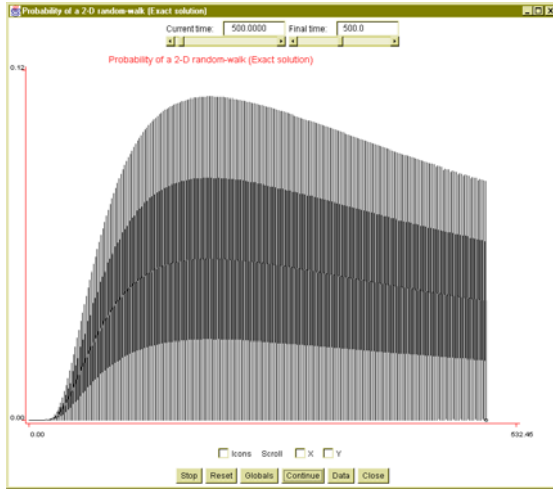 Probability of a 2-D random-walk (Exact solution)
Current time: 500.0000 Final time: 500.0
Probability of a 2-D random-walk (Exact solution)
0.12
0.00
0.00 532.46
Icons Scroll X Y
Stop Reset Globals Continue Data Close